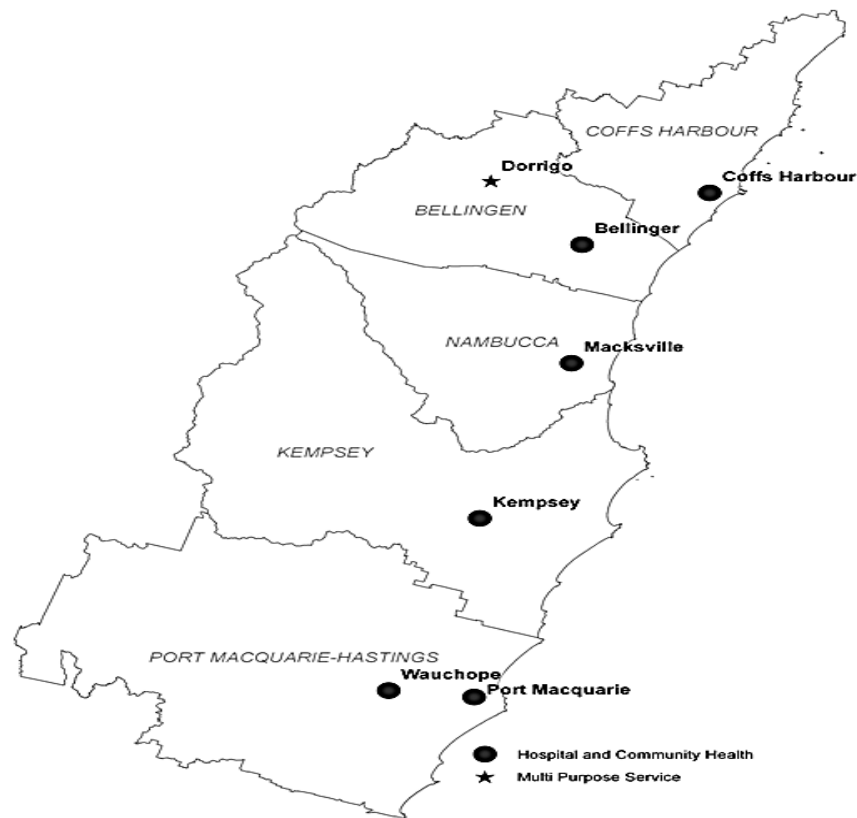 COFFS HARBOUR
Dorrigo
Coffs Harbour
BELLINGEN
Bellinger
NAMBUCCA
Macksville
KEMPSEY
Kempsey
PORT MACQUARIE-HASTINGS
Wauchope
Port Macquarie
Hospital and Community Health
Multi Purpose Service